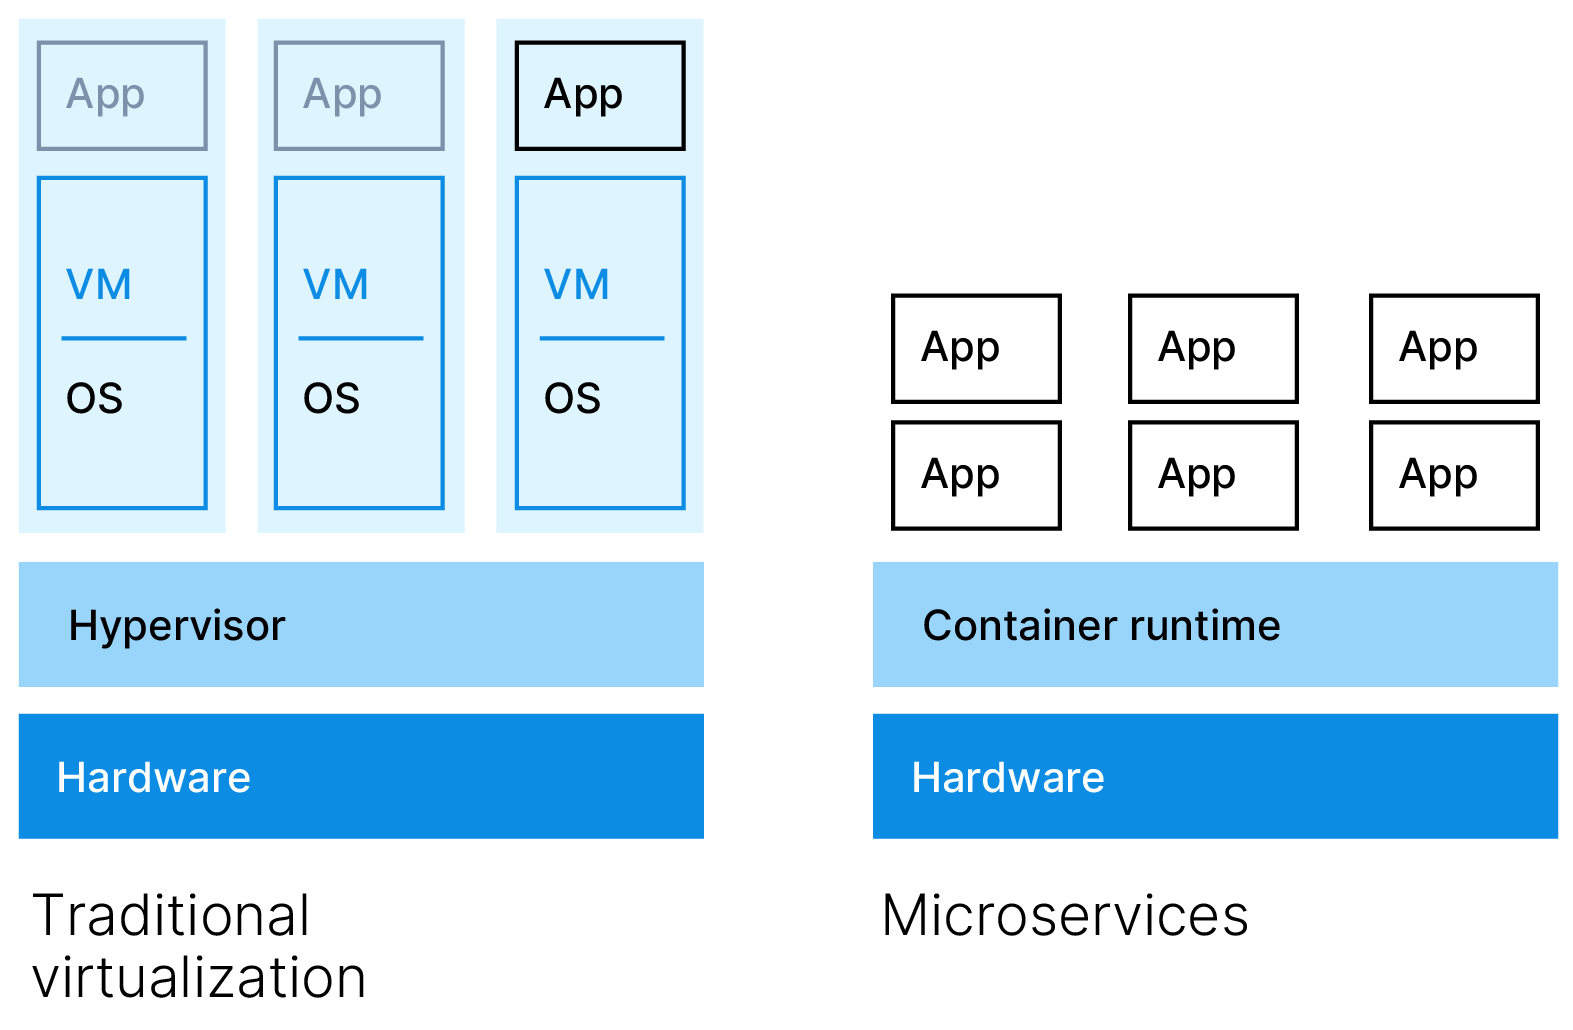 App App App
VM VM VM
OS OS OS
Hypervisor
Hardware
Traditional
virtualization
App App App
App App App
Container runtime
Hardware
Microservices